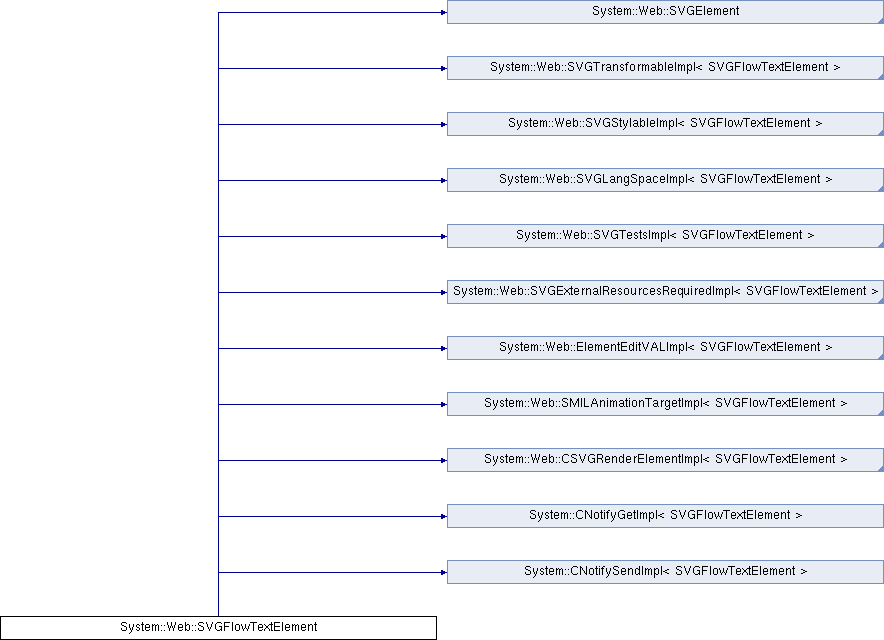 System::Web::SVGElement
System::Web::SVGTransformableImpl< SVGFlowTextElement >
System::Web::SVGStylableImpl< SVGFlowTextElement >
System::Web::SVGLangSpaceImpl< SVGFlowTextElement >
System::Web::SVGTestsImpl< SVGFlowTextElement >
System::Web::SVGExternalResourcesRequiredImpl< SVGFlowTextElement >
System::Web::ElementEditVALImpl< SVGFlowTextElement >
System::Web::SMILAnimationTargetImpl< SVGFlowTextElement >
System::Web::CSVGRenderElementImpl< SVGFlowTextElement >
System::CNotifyGetImpl< SVGFlowTextElement >
System::CNotifySendImpl< SVGFlowTextElement >
System::Web::SVGFlowTextElement